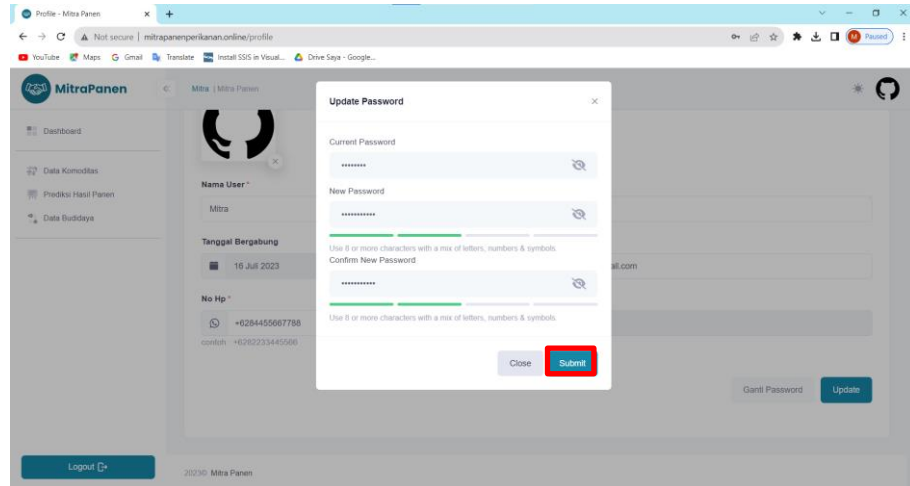 Profile - Mitra Panen
Not secure | mitrapanenperikanan.online/profile
Paused
YouTube Maps Gmail Translate Install SSIS in Visual... Drive Saya - Google...
MitraPanen
Mitra | Mitra Panen
Dashboard
Data Komoditas
Prediksi Hasil Panen
Data Budidaya
Nama User *
Mitra
Tanggal Bergabung
16 Juli 2023
ail.com
No Hp *
+6284455667788
contoh : +6282233445566
Update Password
Current Password
••••••••
New Password
•••••••••••
Use 8 or more characters with a mix of letters, numbers & symbols.
Confirm New Password
•••••••••••
Use 8 or more characters with a mix of letters, numbers & symbols.
Close Submit
Ganti Password Update
Logout
2023© Mitra Panen